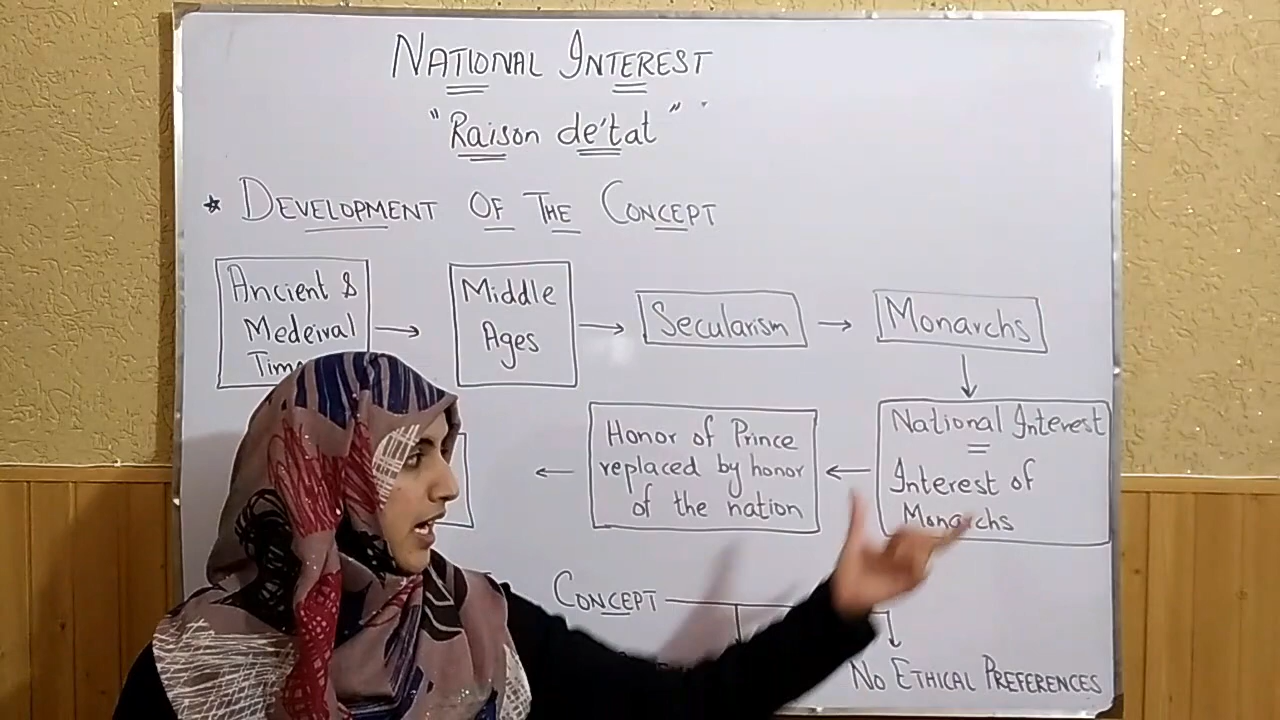 NATIONAL INTEREST
"Raison de'tat"
* DEVELOPMENT OF THE CONCEPT
Ancient &
Medeival
Middle
Ages
→ Secularism →
Monarchs
National Interest
=
Interest of
Monarchs
Honor of Prince
replaced by honor
of the nation
CONCEPT
NO ETHICAL PREFERENCES